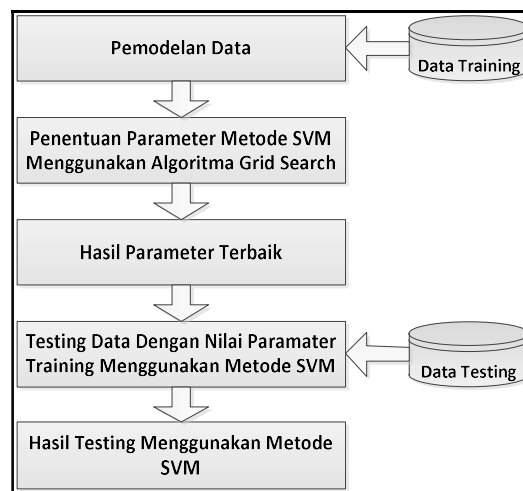 Pemodelan Data
Data Training
Penentuan Parameter Metode SVM
Menggunakan Algoritma Grid Search
Hasil Parameter Terbaik
Testing Data Dengan Nilai Paramater
Training Menggunakan Metode SVM
Data Testing
Hasil Testing Menggunakan Metode
SVM